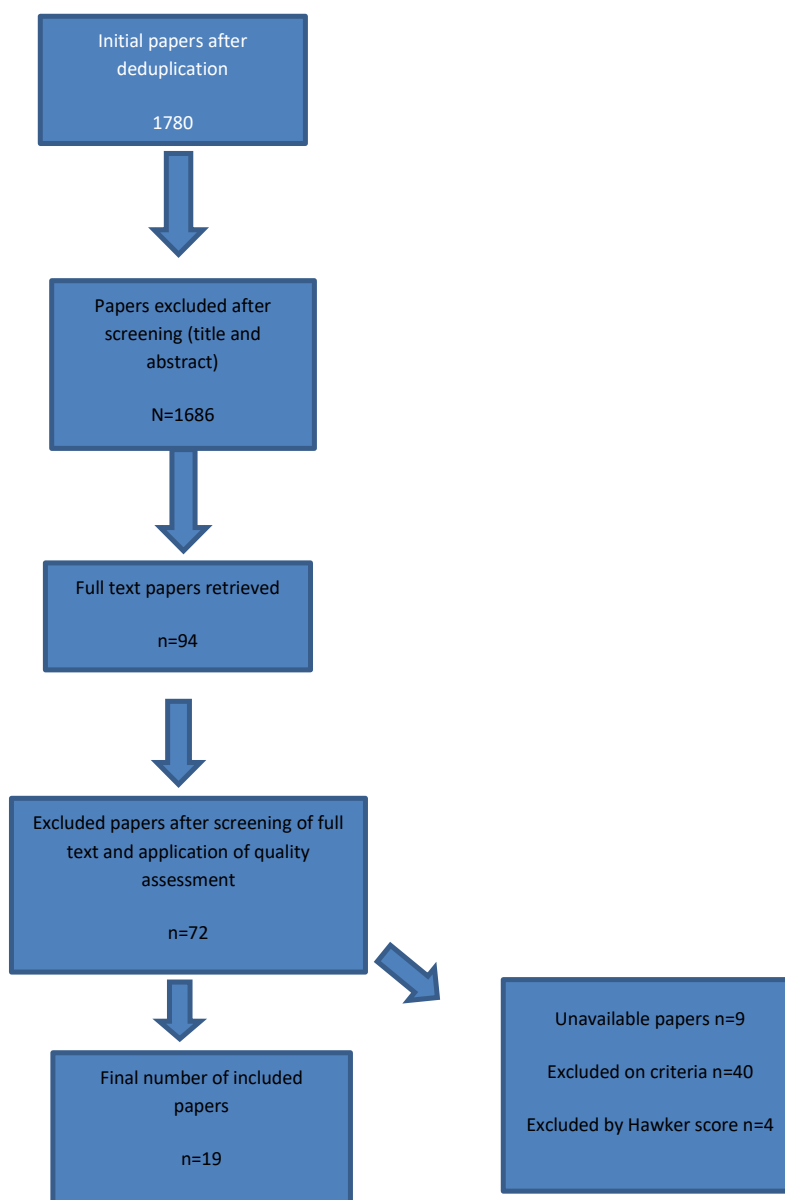 Initial papers after
deduplication
1780
Papers excluded after
screening (title and
abstract)
N=1686
Full text papers retrieved
n=94
Excluded papers after screening of full
text and application of quality
assessment
n=72
Unavailable papers n=9
Excluded on criteria n=40
Excluded by Hawker score n=4
Final number of included
papers
n=19